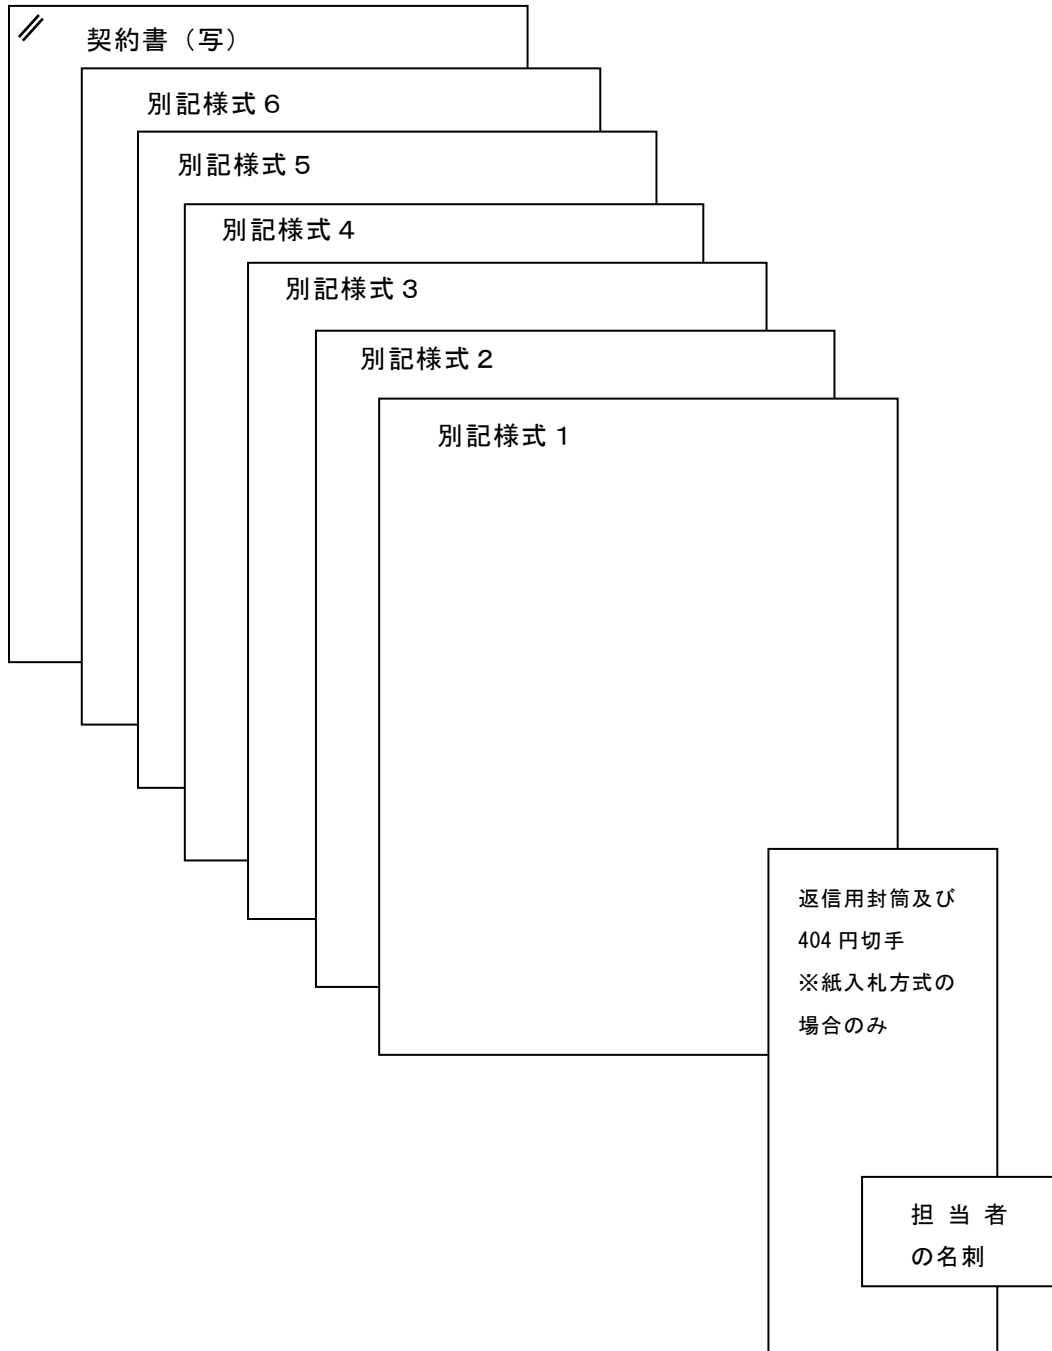 契約書（写）
別記様式６
別記様式５
別記様式４
別記様式３
別記様式２
別記様式１
返信用封筒及び
404円切手
※紙入札方式の
場合のみ
担 当 者
の名刺